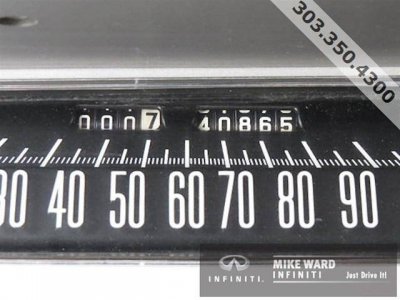 303.350.4300
0007 40865
30 40 50 60 70 80 90
INFINITI.
MIKE WARD
INFINITI
Just Drive It!